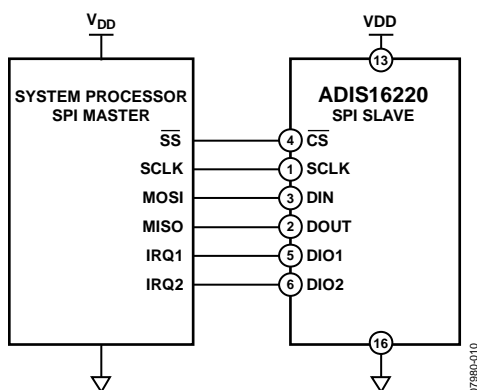 VDD
VDD
13
SYSTEM PROCESSOR
SPI MASTER
ADIS16220
SPI SLAVE
SS
4
CS
SCLK
1
SCLK
MOSI
3
DIN
MISO
2
DOUT
IRQ1
5
DIO1
IRQ2
6
DIO2
16
07980-010